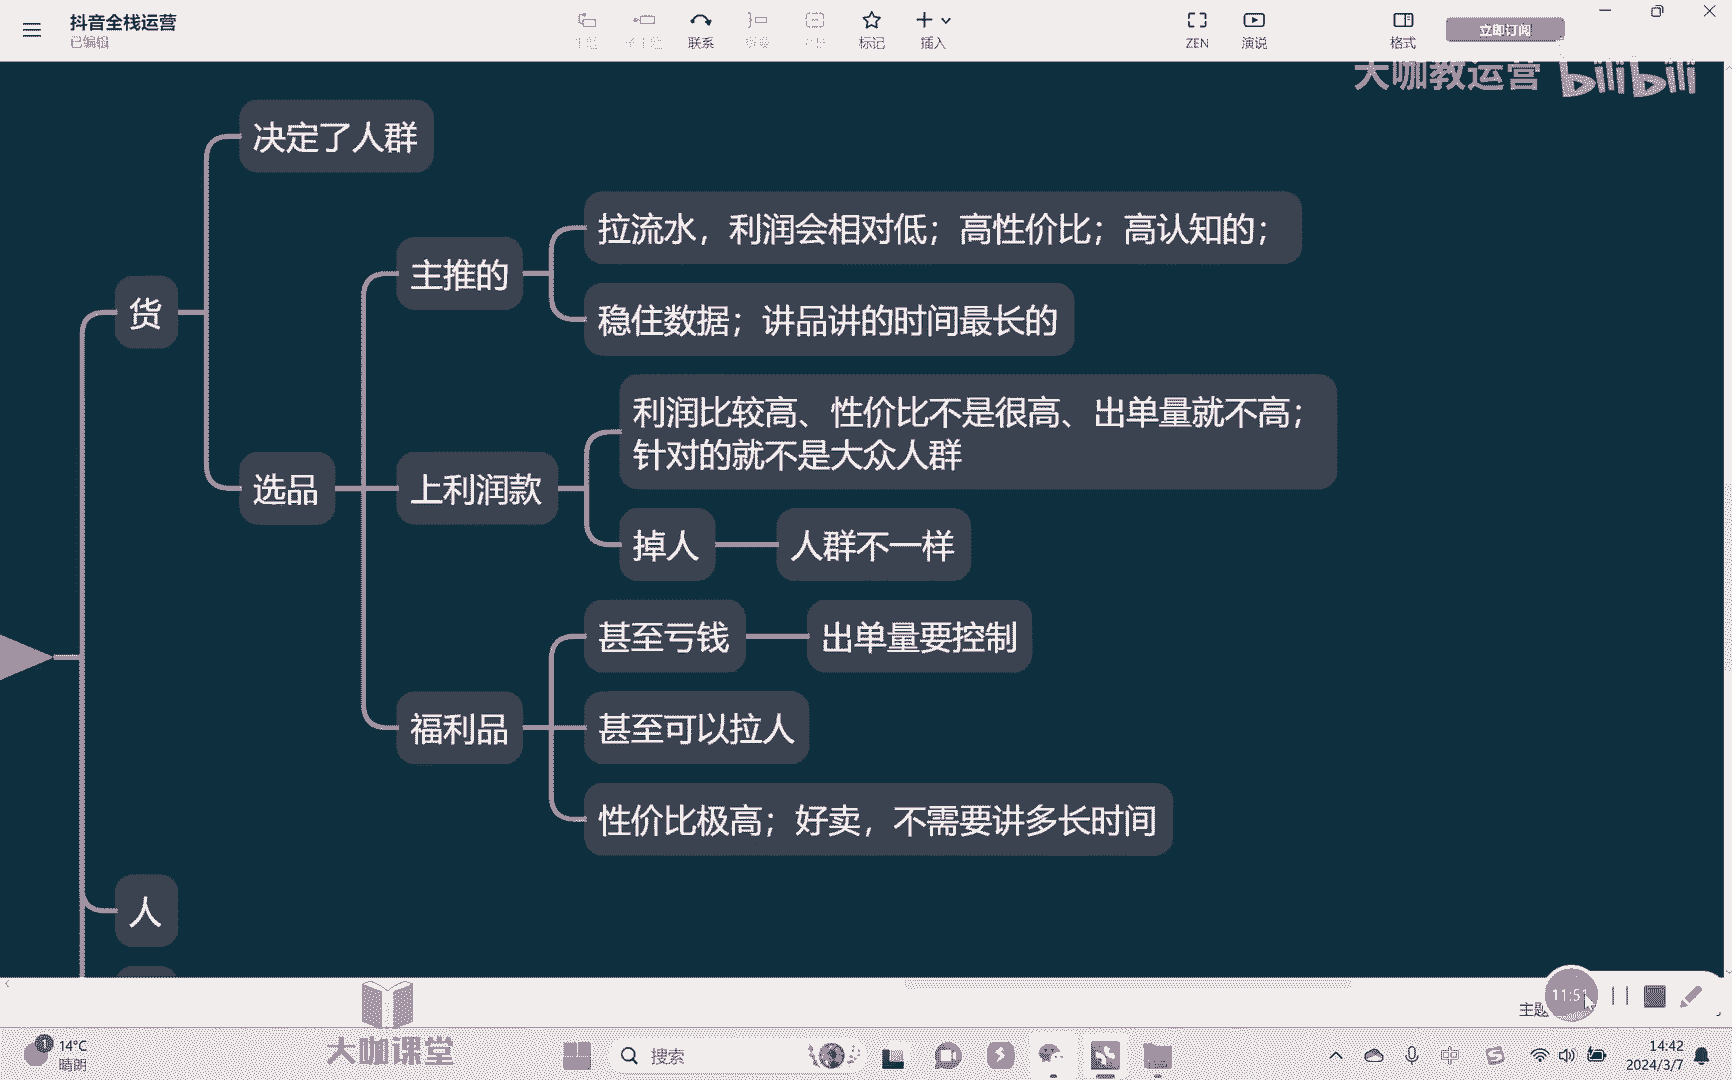 抖音全栈运营
已编辑
联系
标记
插入
ZEN
演说
格式
立即订阅
大咖教运营 bilibili
决定了人群
拉流水，利润会相对低；高性价比；高认知的；
主推的
货
稳住数据；讲品讲的时间最长的
利润比较高、性价比不是很高、出单量就不高；
针对的就不是大众人群
选品
上利润款
掉人
人群不一样
甚至亏钱
出单量要控制
福利品
甚至可以拉人
性价比极高；好卖，不需要讲多长时间
人
11:51
主题
大咖课堂
1
14°C
晴朗
搜索
中
14:42
2024/3/7